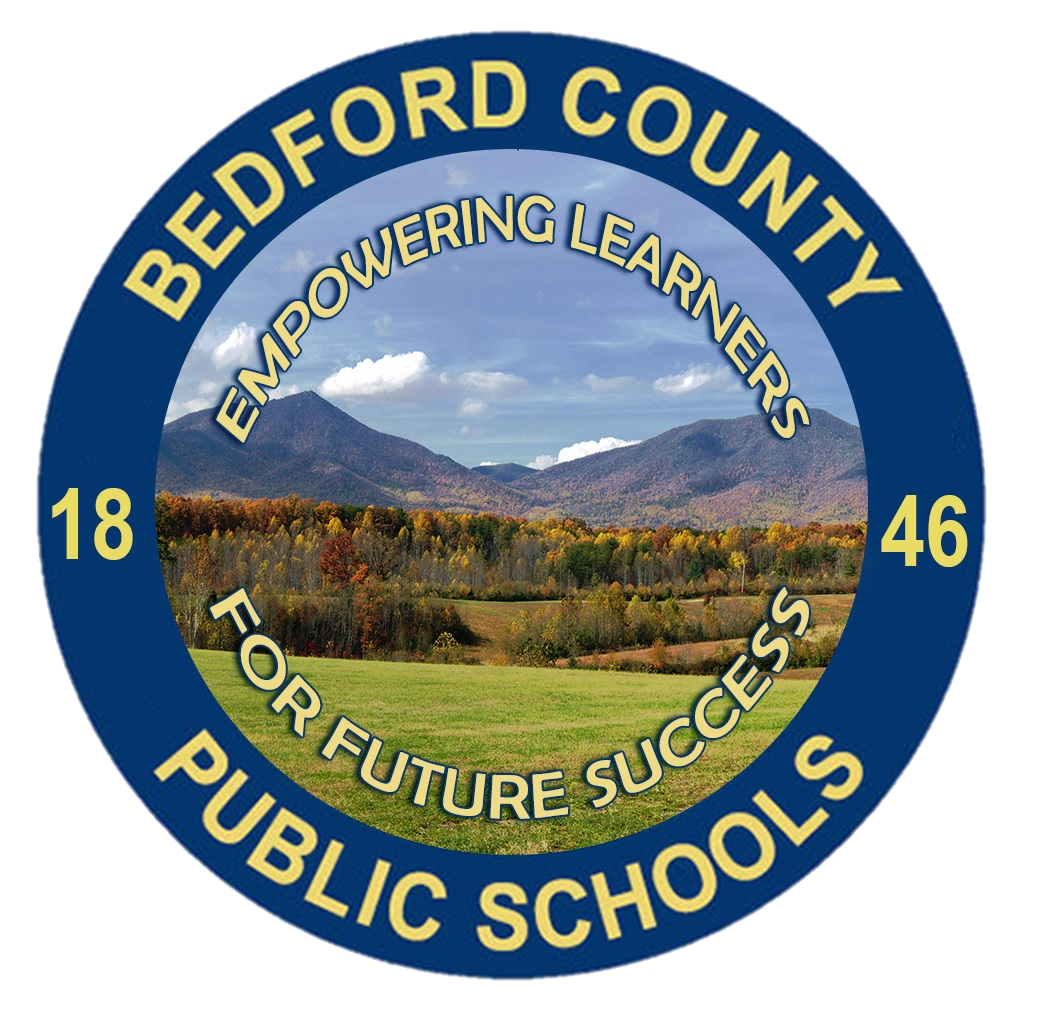 BEDFORD COUNTY
EMPOWERING LEARNERS
18 46
FOR FUTURE SUCCESS
PUBLIC SCHOOLS